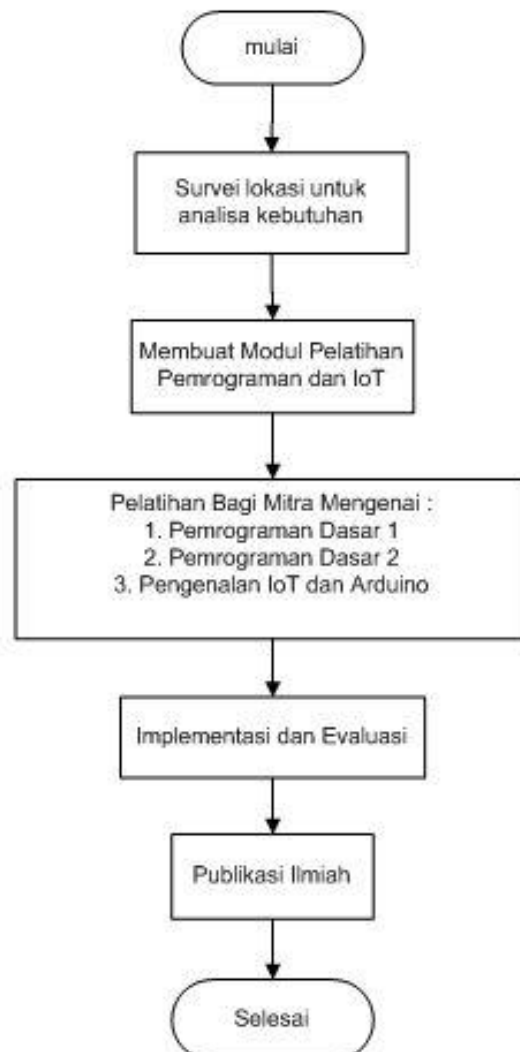 mulai
Survei lokasi untuk
analisa kebutuhan
Membuat Modul Pelatihan
Pemrograman dan IoT
Pelatihan Bagi Mitra Mengenai :
1. Pemrograman Dasar 1
2. Pemrograman Dasar 2
3. Pengenalan IoT dan Arduino
Implementasi dan Evaluasi
Publikasi Ilmiah
Selesai